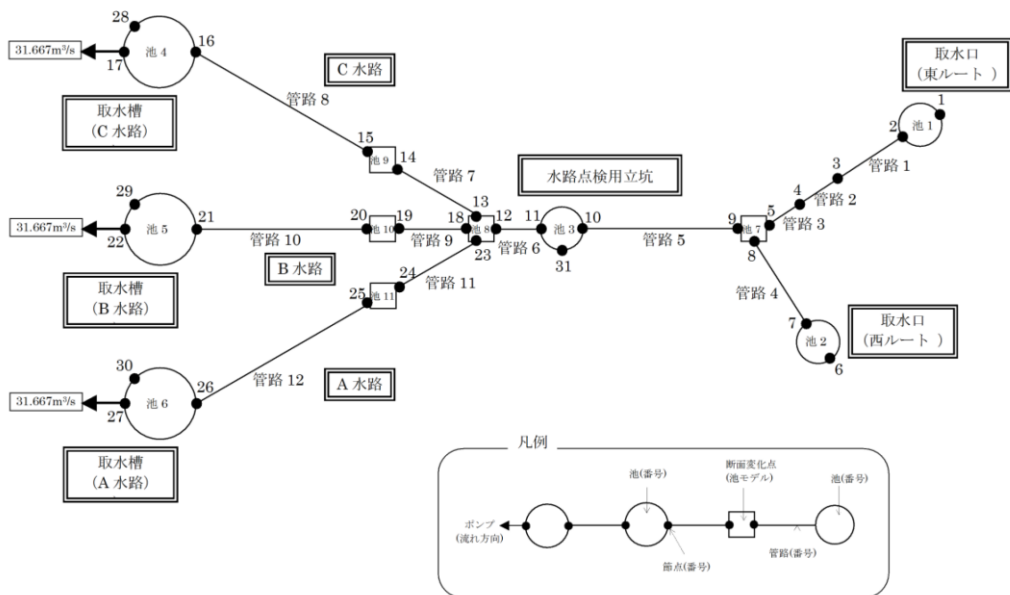 28
16
31.667m³/s
池 4
17
C 水路
取水口
(東ルート )
取水槽
(C 水路)
管路 8
1
2
池 1
15
14
池 9
3
管路 1
管路 7
水路点検用立坑
4
管路 2
29
13
5
管路 3
20
19
18
12
11
10
9
21
31.667m³/s
池 5
池 10
池 8
池 3
池 7
22
管路 10
管路 9
管路 6
管路 5
23
8
31
B 水路
24
取水槽
(B 水路)
25
池 11
管路 11
管路 4
7
取水口
(西ルート )
池 2
6
30
管路 12
A 水路
26
31.667m³/s
池 6
27
取水槽
(A 水路)
凡例
池(番号)
断面変化点
(池モデル)
池(番号)
ポンプ
(流れ方向)
管路(番号)
節点(番号)